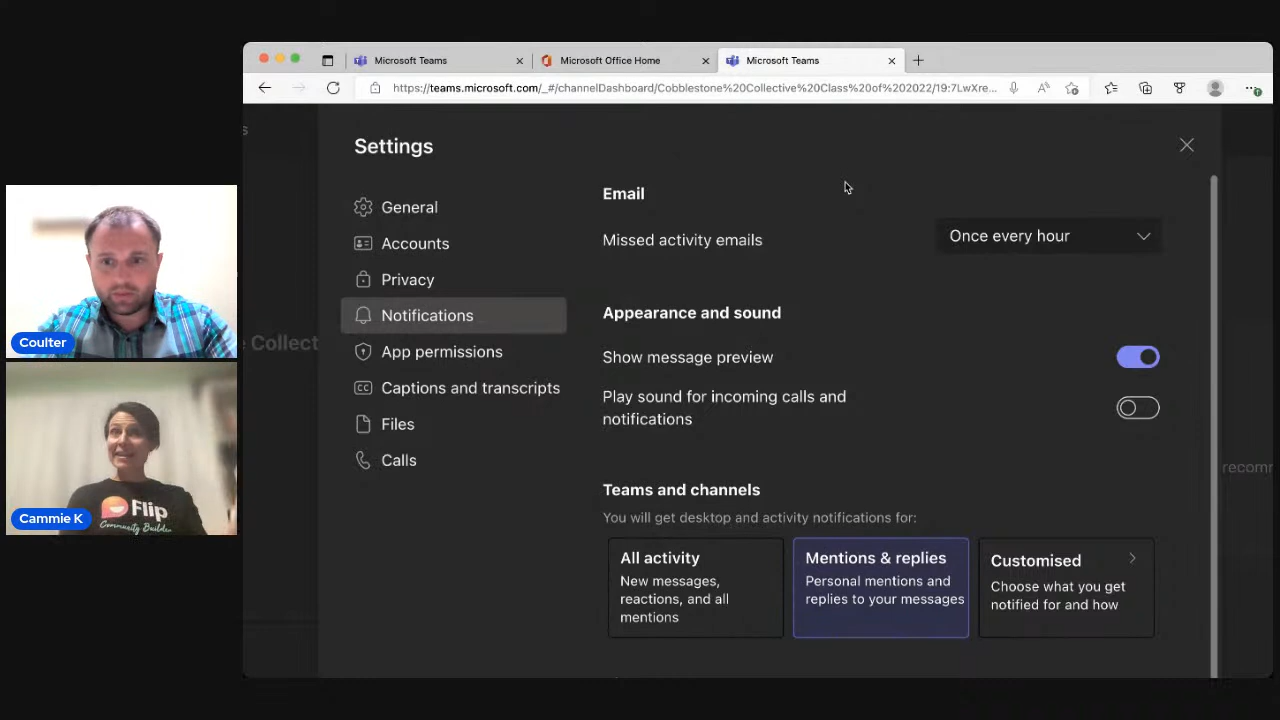 Microsoft Teams
Microsoft Office Home
Microsoft Teams
https://teams.microsoft.com/_#/channelDashboard/Cobblestone%20Collective%20Class%20of%202022/19:7LwXre...
Settings
General
Accounts
Privacy
Notifications
App permissions
CC Captions and transcripts
Files
Calls
Email
Missed activity emails
Once every hour
Appearance and sound
Show message preview
Play sound for incoming calls and
notifications
Teams and channels
You will get desktop and activity notifications for:
All activity
New messages,
reactions, and all
mentions
Mentions & replies
Personal mentions and
replies to your messages
Customised
Choose what you get
notified for and how
s
e Collect
recomm
Coulter
Flip
Community Builder
Cammie K